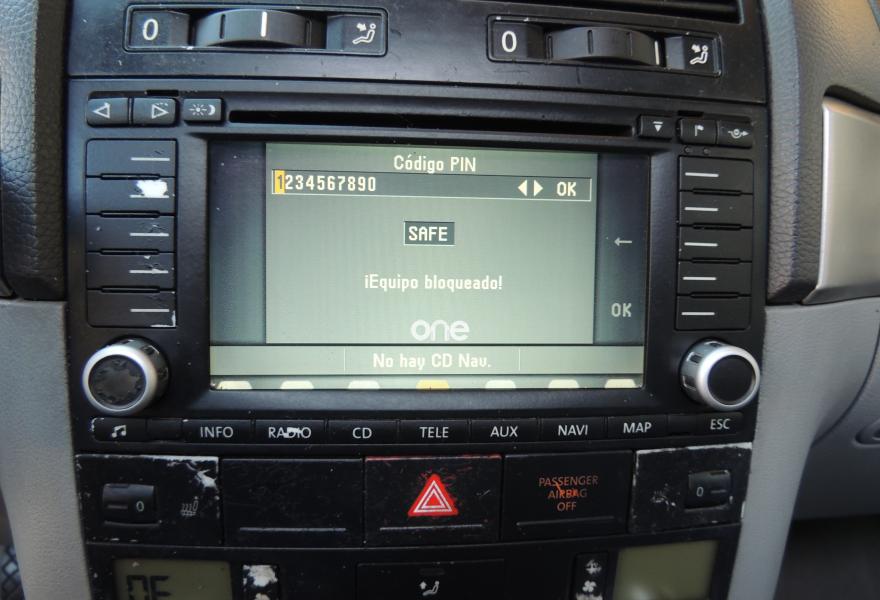 0
0
Código PIN
1234567890 OK
SAFE
¡Equipo bloqueado!
OK
one
No hay CD Nav.
INFO RADIO CD TELE AUX NAVI MAP ESC
PASSENGER
AIRBAG
OFF
0
0